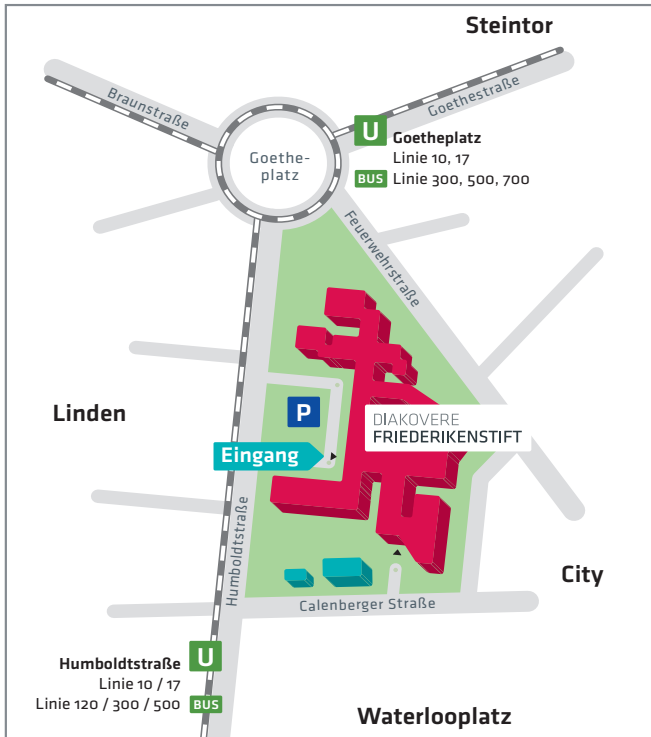 Steintor
Braunstraße
Goethestraße
U
Goetheplatz
Linie 10, 17
BUS
Linie 300, 500, 700
Goethe-
platz
Feuerwehrstraße
Linden
P
DIAKOVERE
FRIEDERIKENSTIFT
Eingang
Humboldtstraße
City
Calenberger Straße
Humboldtstraße
U
Linie 10 / 17
Linie 120 / 300 / 500
BUS
Waterlooplatz